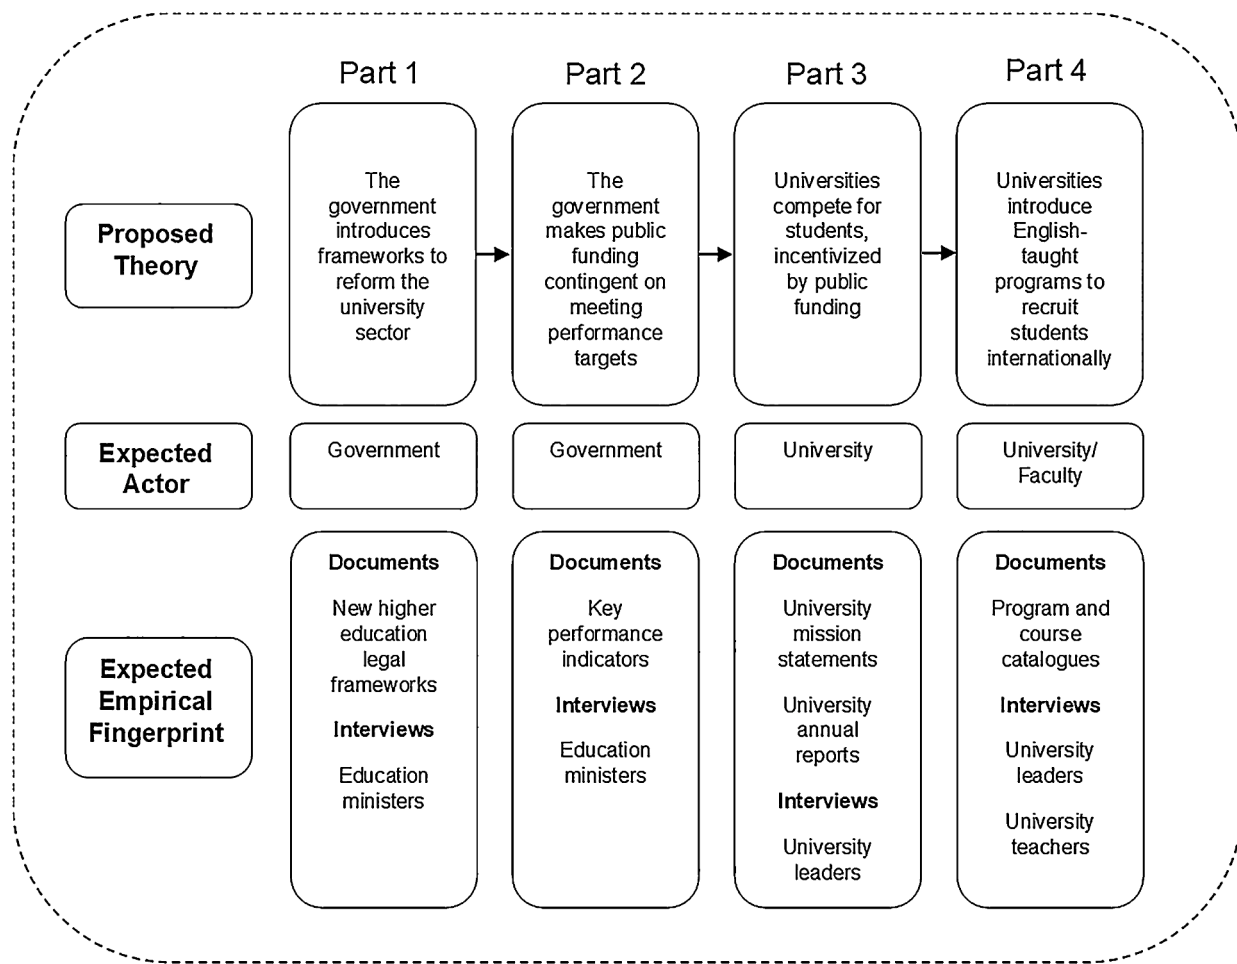 Part 1
Part 2
Part 3
Part 4
Proposed
Theory
The
government
introduces
frameworks to
reform the
university
sector
The
government
makes public
funding
contingent on
meeting
performance
targets
Universities
compete for
students,
incentivized
by public
funding
Universities
introduce
English-
taught
programs to
recruit
students
internationally
Expected
Actor
Government
Government
University
University/
Faculty
Expected
Empirical
Fingerprint
Documents
New higher
education
legal
frameworks
Interviews
Education
ministers
Documents
Key
performance
indicators
Interviews
Education
ministers
Documents
University
mission
statements
University
annual
reports
Interviews
University
leaders
Documents
Program and
course
catalogues
Interviews
University
leaders
University
teachers